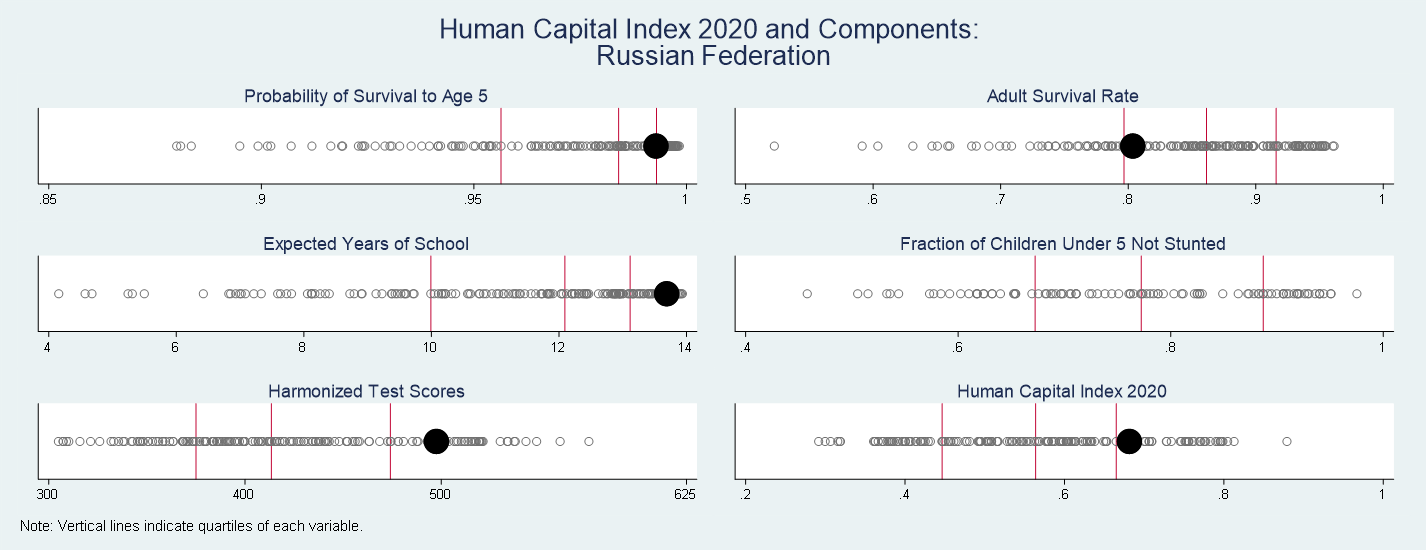 Human Capital Index 2020 and Components:
Russian Federation
Probability of Survival to Age 5
.85 .9 .95 1
Adult Survival Rate
.5 .6 .7 .8 .9 1
Expected Years of School
4 6 8 10 12 14
Fraction of Children Under 5 Not Stunted
.4 .6 .8 1
Harmonized Test Scores
300 400 500 625
Human Capital Index 2020
.2 .4 .6 .8 1
Note: Vertical lines indicate quartiles of each variable.